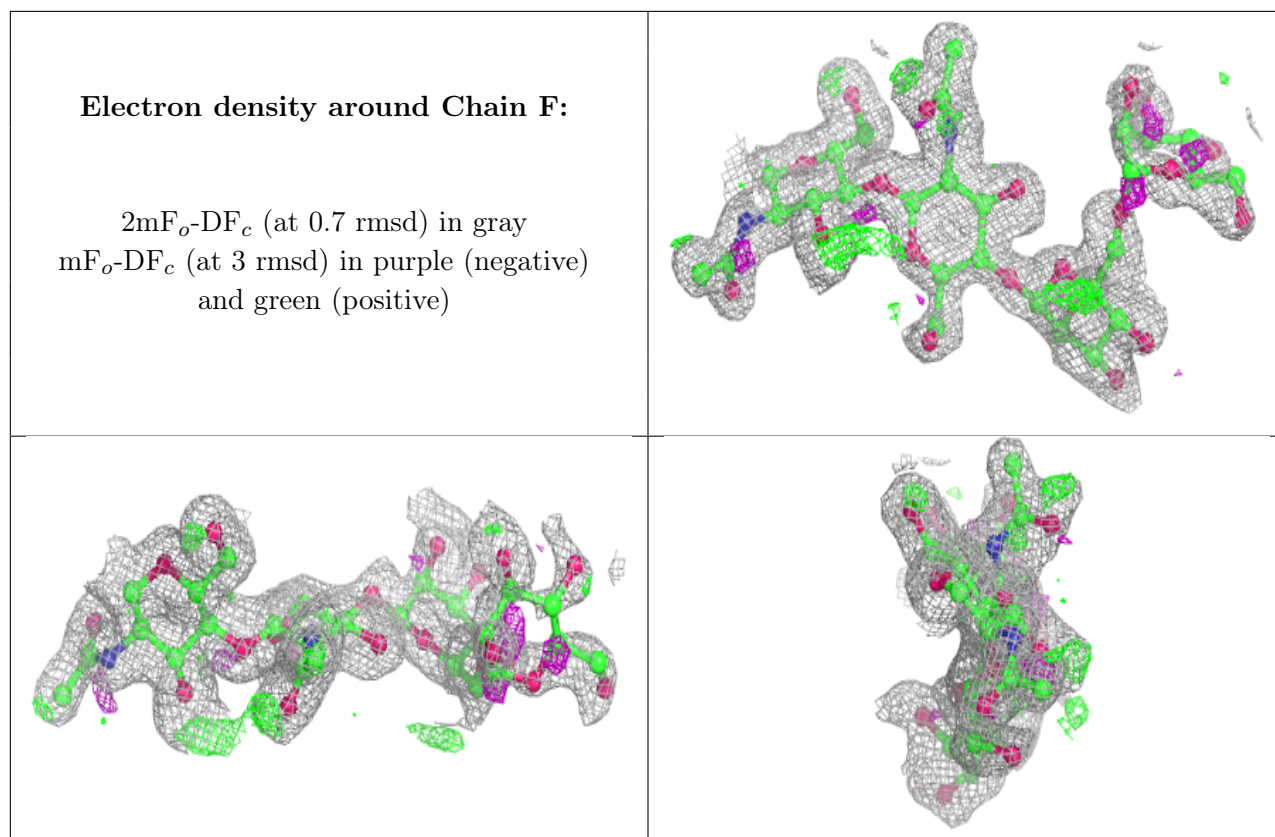 Electron density around Chain F:
2mFo-DFc (at 0.7 rmsd) in gray
mFo-DFc (at 3 rmsd) in purple (negative)
and green (positive)